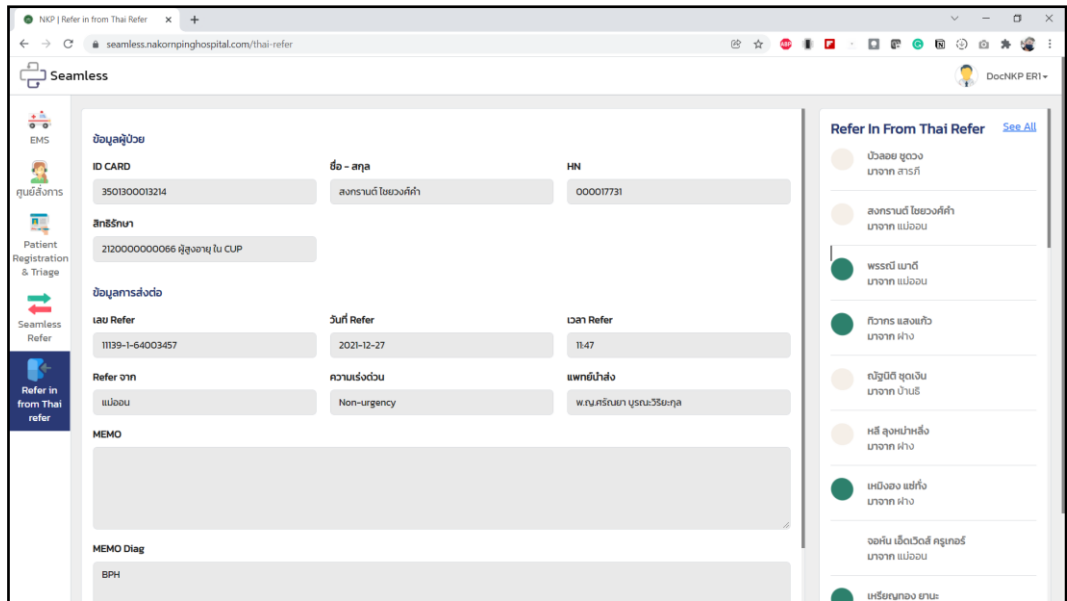 NKP | Refer in from Thai Refer
seamless.nakornpinghospital.com/thai-refer
Seamless
DocNKP ER1
EMS
ศูนย์สั่งการ
Patient
Registration
& Triage
Seamless
Refer
Refer in
from Thai
refer
ข้อมูลผู้ป่วย
ID CARD ชื่อ - สกุล HN
3501300013214 สงกรานต์ ไชยวงศ์คำ 000017731
สิทธิรักษา
2120000000066 ผู้สูงอายุ ใน CUP
ข้อมูลการส่งต่อ
เลข Refer วันที่ Refer เวลา Refer
11139-1-64003457 2021-12-27 11:47
Refer จาก ความเร่งด่วน แพทย์นำส่ง
แม่ออน Non-urgency พ.ญ.ศรัณยา บูรณะวิริยะกุล
MEMO
MEMO Diag
BPH
Refer In From Thai Refer See All
บัวลอย ชูดวง
มาจาก สารภี
สงกรานต์ ไชยวงศ์คำ
มาจาก แม่ออน
พรรณี เมาดี
มาจาก แม่ออน
ทิวากร แสงแก้ว
มาจาก ฝาง
ณัฐนิติ ชุดเงิน
มาจาก บ้านธิ
หลี ลุงหม่าหลิ่ง
มาจาก ฝาง
เหมิงฮง แซ่ทั่ง
มาจาก ฝาง
จอห์น เอ็ดเวิดส์ ครูเกอร์
มาจาก แม่ออน
เหรียญทอง ยานะ